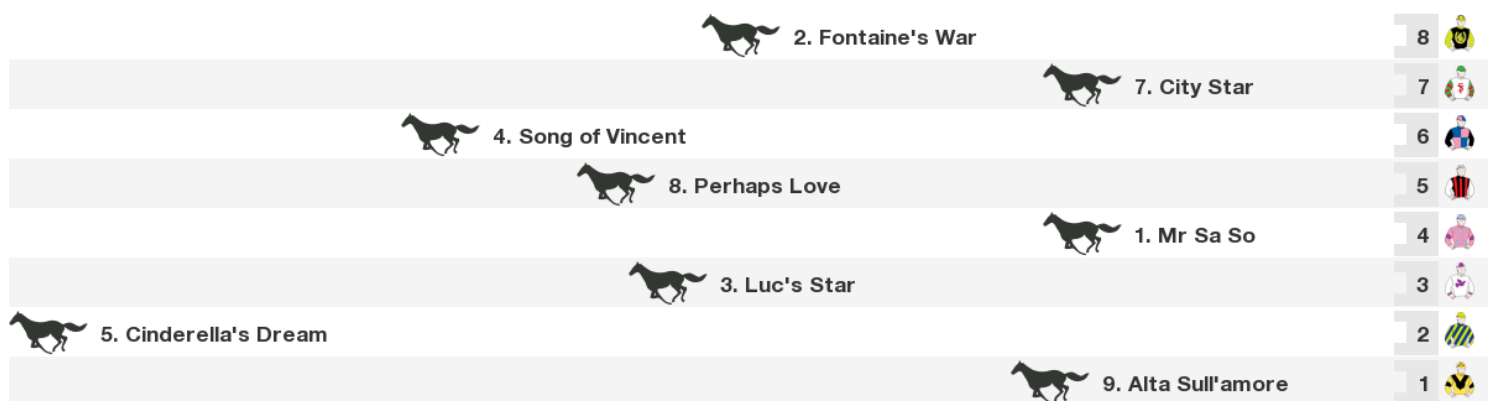 2. Fontaine's War 8
7. City Star 7
4. Song of Vincent 6
8. Perhaps Love 5
1. Mr Sa So 4
3. Luc's Star 3
5. Cinderella's Dream 2
9. Alta Sull'amore 1